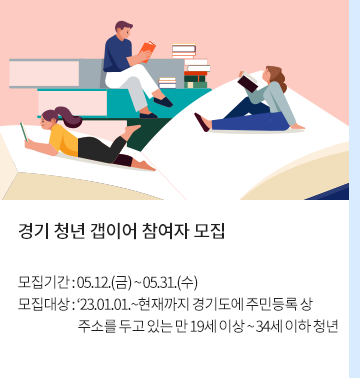 경기 청년 갭이어 참여자 모집
모집기간 : 05.12.(금) ~ 05.31.(수)
모집대상 : ‘23.01.01.~현재까지 경기도에 주민등록 상
주소를 두고 있는 만 19세 이상 ~ 34세 이하 청년